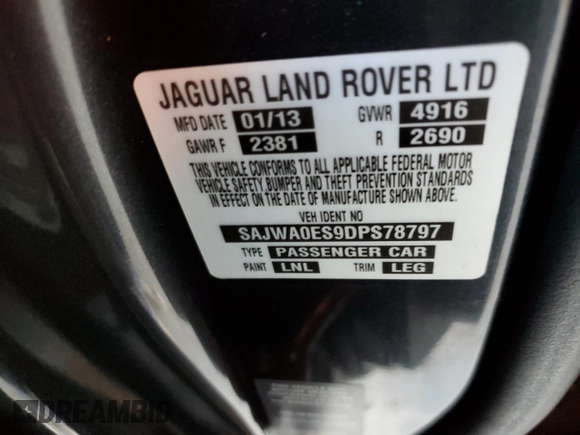 JAGUAR LAND ROVER LTD
MFD DATE 01/13 GVWR 4916
GAWR F 2381 R 2690
THIS VEHICLE CONFORMS TO ALL APPLICABLE FEDERAL MOTOR
VEHICLE SAFETY, BUMPER AND THEFT PREVENTION STANDARDS
IN EFFECT ON THE DATE OF MANUFACTURE SHOWN ABOVE.
VEH IDENT NO
SAJWA0ES9DPS78797
TYPE PASSENGER CAR
PAINT LNL TRIM LEG
DREAMBID